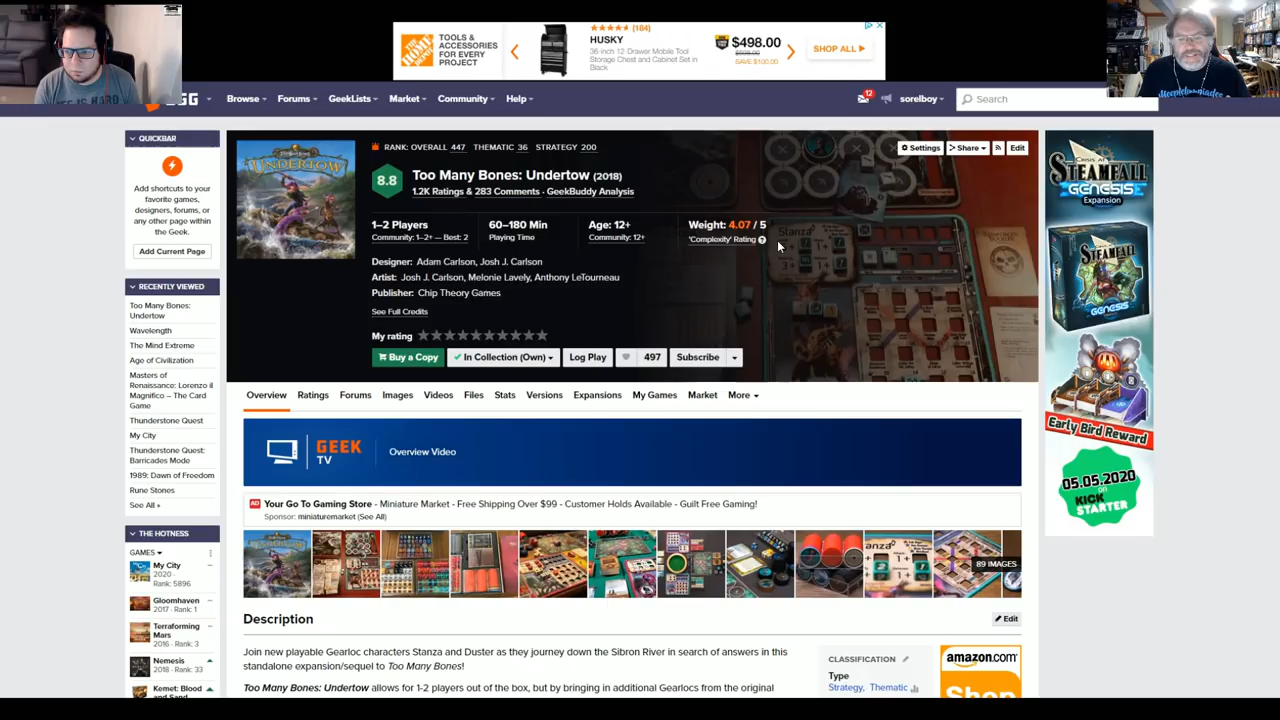 TOOLS &
ACCESSORIES
FOR EVERY
PROJECT
(184)
HUSKY
36-inch 12-Drawer Mobile Tool
Storage Chest and Cabinet Set in
Black
$498.00
SAVE $100.00
SHOP ALL
Browse
Forums
GeekLists
Market
Community
Help
12
sorelboy
Search
QUICKBAR
Add shortcuts to your
favorite games,
designers, forums, or
any other page within
the Geek.
Add Current Page
RECENTLY VIEWED
Too Many Bones:
Undertow
Wavelength
The Mind Extreme
Age of Civilization
Masters of
Renaissance: Lorenzo il
Magnifico – The Card
Game
Thunderstone Quest
My City
Thunderstone Quest:
Barricades Mode
1989: Dawn of Freedom
Rune Stones
See All »
THE HOTNESS
GAMES
My City
2020
Rank: 5896
Gloomhaven
2017 · Rank: 1
Terraforming
Mars
2016 · Rank: 3
Nemesis
2018 · Rank: 33
Kemet: Blood
and Sand
UNDERTOW
RANK: OVERALL 447 THEMATIC 36 STRATEGY 200
Settings
Share
Edit
8.8
Too Many Bones: Undertow (2018)
1.2K Ratings & 283 Comments · GeekBuddy Analysis
1–2 Players
Community: 1–2+ — Best: 2
60–180 Min
Playing Time
Age: 12+
Community: 12+
Weight: 4.07 / 5
'Complexity' Rating
Designer: Adam Carlson, Josh J. Carlson
Artist: Josh J. Carlson, Melonie Lavely, Anthony LeTourneau
Publisher: Chip Theory Games
See Full Credits
My rating
Buy a Copy
In Collection (Own)
Log Play
497
Subscribe
Overview
Ratings
Forums
Images
Videos
Files
Stats
Versions
Expansions
My Games
Market
More
GEEK
TV
Overview Video
AD Your Go To Gaming Store - Miniature Market - Free Shipping Over $99 - Customer Holds Available - Guilt Free Gaming!
Sponsor: miniaturemarket (See All)
89 IMAGES
Description
Edit
Join new playable Gearloc characters Stanza and Duster as they journey down the Sibron River in search of answers in this
standalone expansion/sequel to Too Many Bones!
Too Many Bones: Undertow allows for 1-2 players out of the box, but by bringing in additional Gearlocs from the original
CLASSIFICATION
Type
Strategy, Thematic
amazon.com
Shop
STEAMFALL
GENESIS
Expansion
Early Bird Reward
05.05.2020
ON
KICK
STARTER